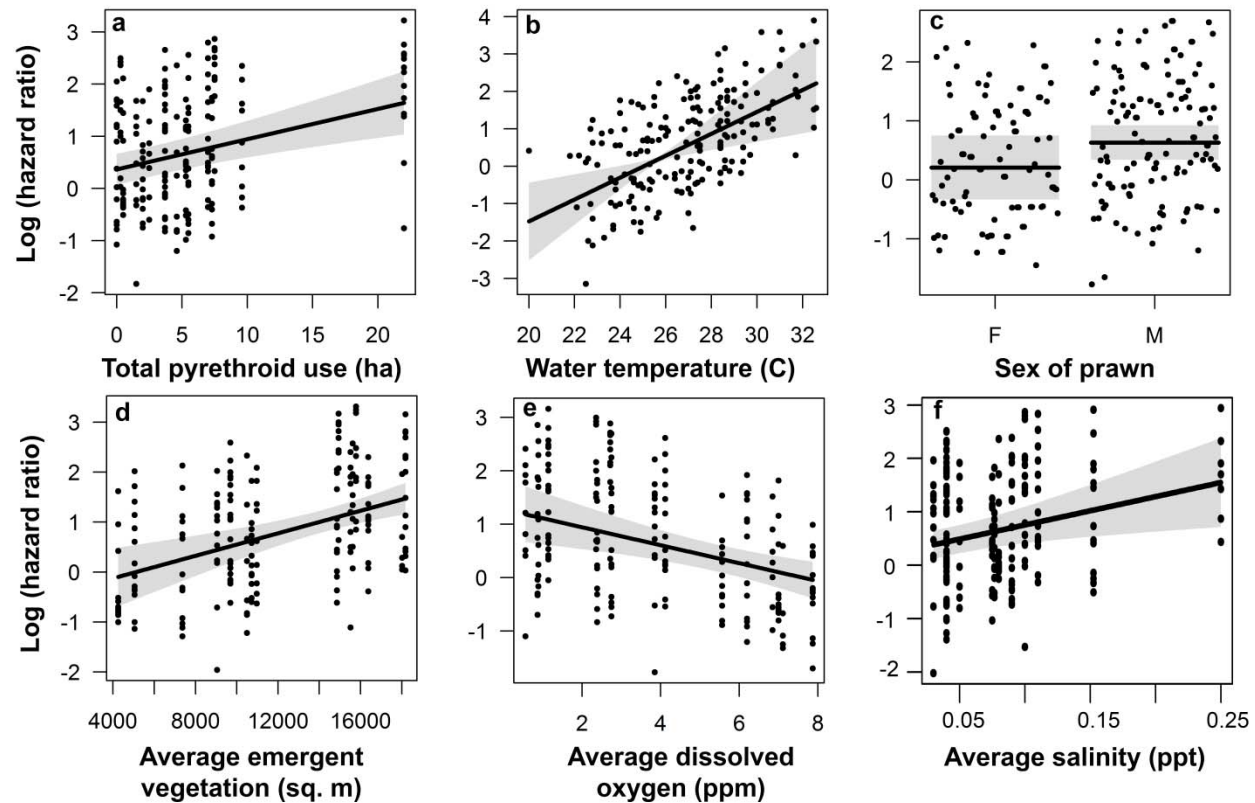 a
3
2
1
0
-1
-2
0 5 10 15 20
Log (hazard ratio)
Total pyrethroid use (ha)
b
4
3
2
1
0
-1
-2
-3
20 22 24 26 28 30 32
Water temperature (C)
c
2
1
0
-1
F M
Sex of prawn
d
3
2
1
0
-1
-2
4000 8000 12000 16000
Log (hazard ratio)
Average emergent
vegetation (sq. m)
e
3
2
1
0
-1
2 4 6 8
Average dissolved
oxygen (ppm)
f
3
2
1
0
-1
-2
0.05 0.15 0.25
Average salinity (ppt)